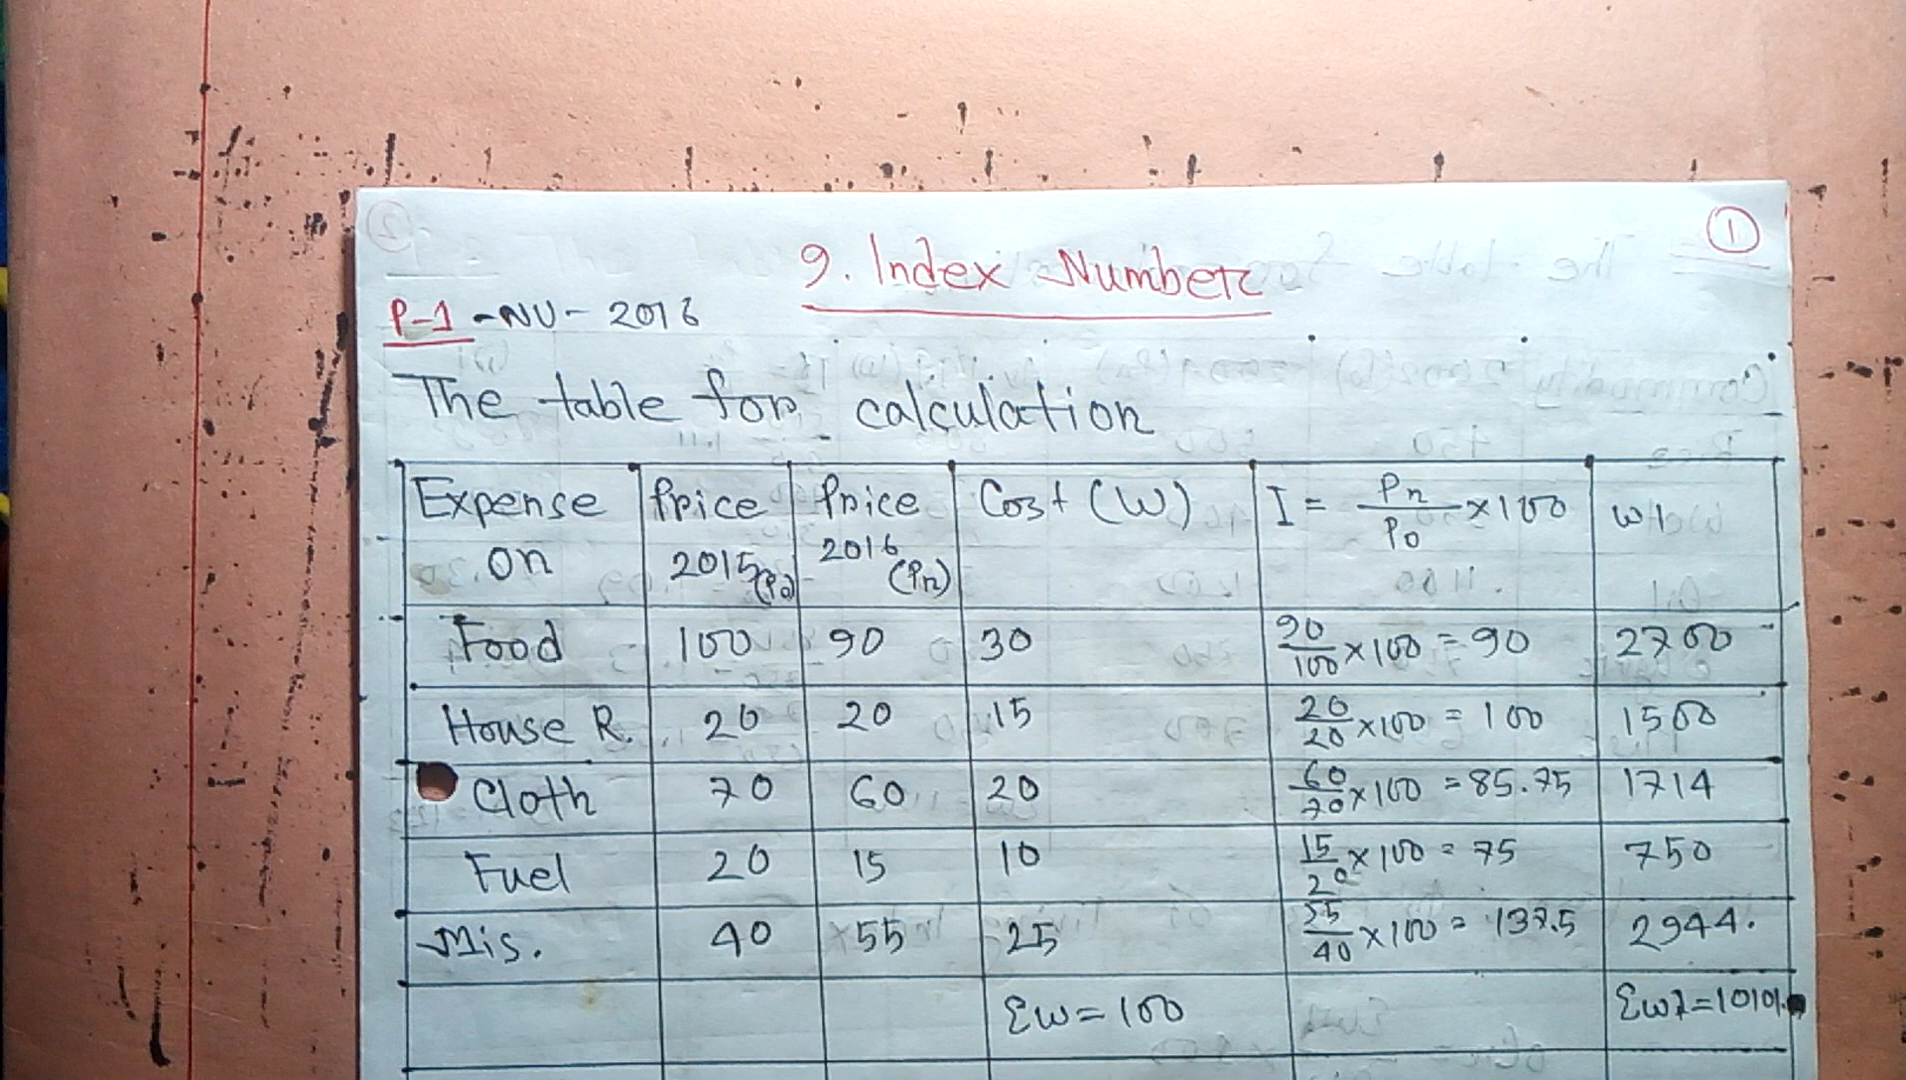 1
9. Index Number
P-1 - NU - 2016
The table for calculation
Expense on | Price 2015 (Po) | Price 2016 (Pn) | Cost (W) | I = Pn/Po ×100 | WI
Food | 100 | 90 | 30 | 90/100 ×100 = 90 | 2700
House R. | 20 | 20 | 15 | 20/20 ×100 = 100 | 1500
Cloth | 70 | 60 | 20 | 60/70 ×100 = 85.75 | 1714
Fuel | 20 | 15 | 10 | 15/20 ×100 = 75 | 750
Mis. | 40 | 55 | 25 | 55/40 ×100 = 137.5 | 2944.
Σw = 100 | ΣwI = 10101.